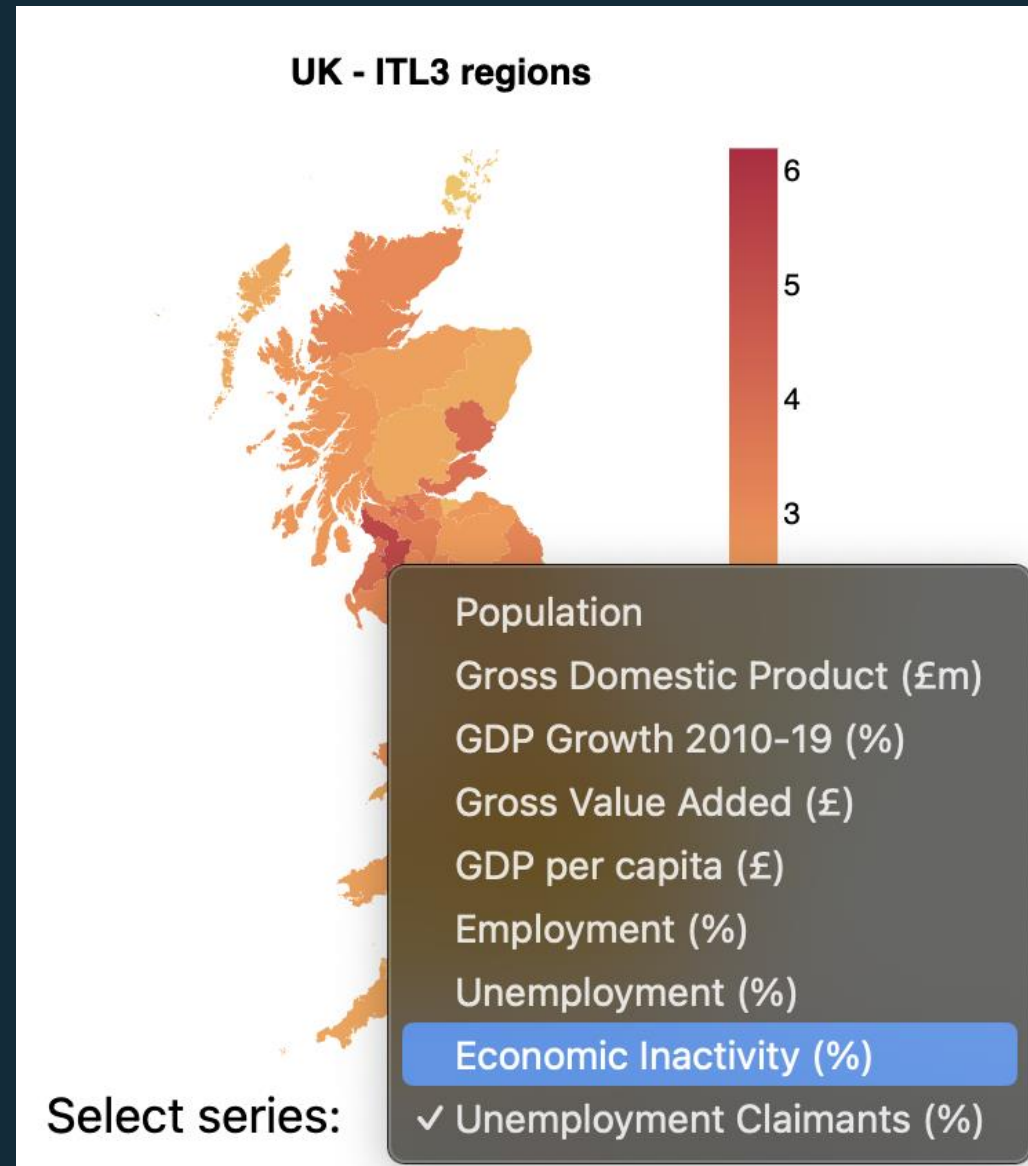 UK - ITL3 regions
6
5
4
3
Population
Gross Domestic Product (£m)
GDP Growth 2010-19 (%)
Gross Value Added (£)
GDP per capita (£)
Employment (%)
Unemployment (%)
Economic Inactivity (%)
Select series: ✓ Unemployment Claimants (%)